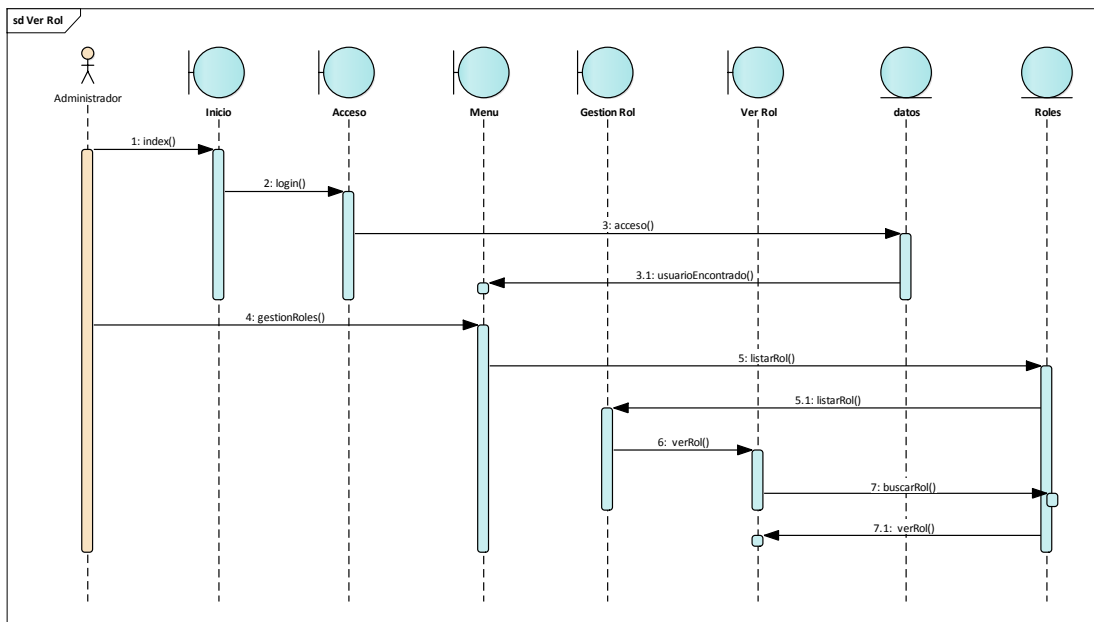 sd Ver Rol
Administrador
Inicio
Acceso
Menu
Gestion Rol
Ver Rol
datos
Roles
1: index()
2: login()
3: acceso()
3.1: usuarioEncontrado()
4: gestionRoles()
5: listarRol()
5.1: listarRol()
6: verRol()
7: buscarRol()
7.1: verRol()